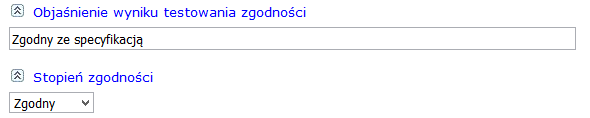 Objaśnienie wyniku testowania zgodności
Zgodny ze specyfikacją
Stopień zgodności
Zgodny